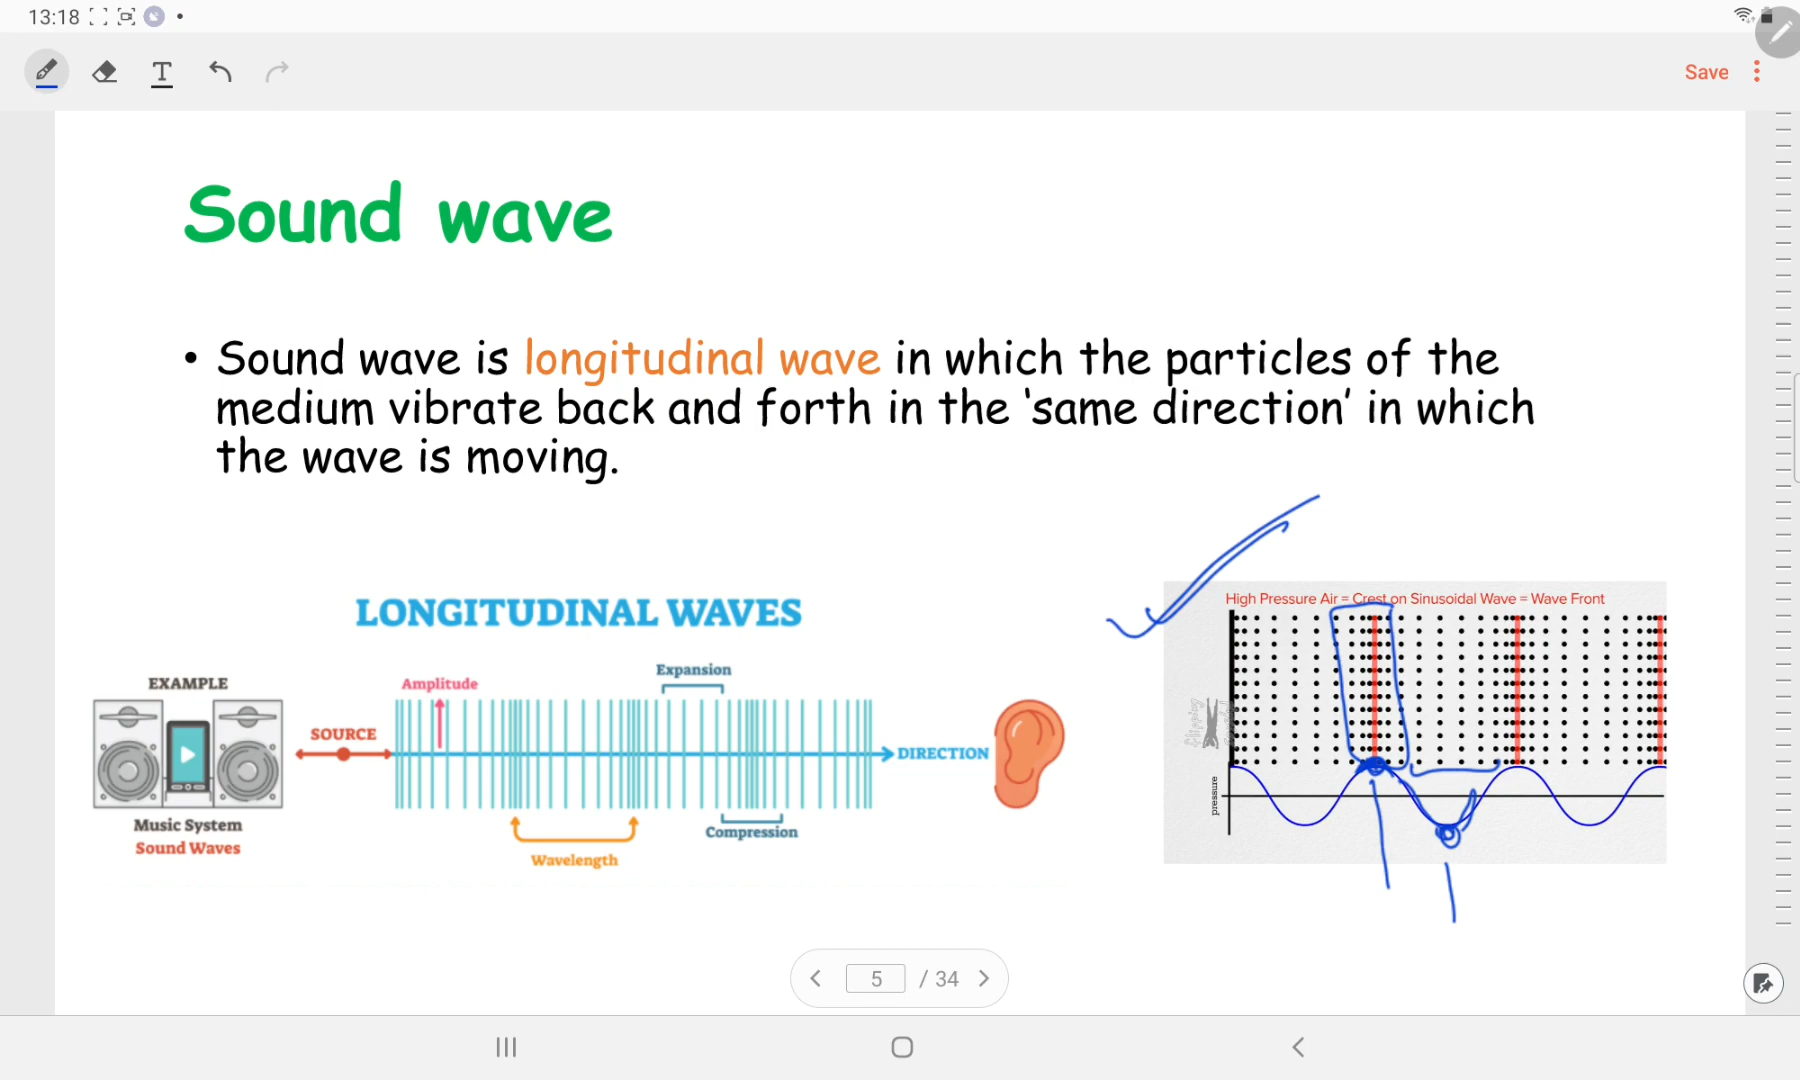 13:18
Save
Sound wave
• Sound wave is longitudinal wave in which the particles of the
medium vibrate back and forth in the ‘same direction’ in which
the wave is moving.
LONGITUDINAL WAVES
EXAMPLE
Music System
Sound Waves
SOURCE
Amplitude
Expansion
Wavelength
Compression
DIRECTION
High Pressure Air = Crest on Sinusoidal Wave = Wave Front
pressure
5 / 34